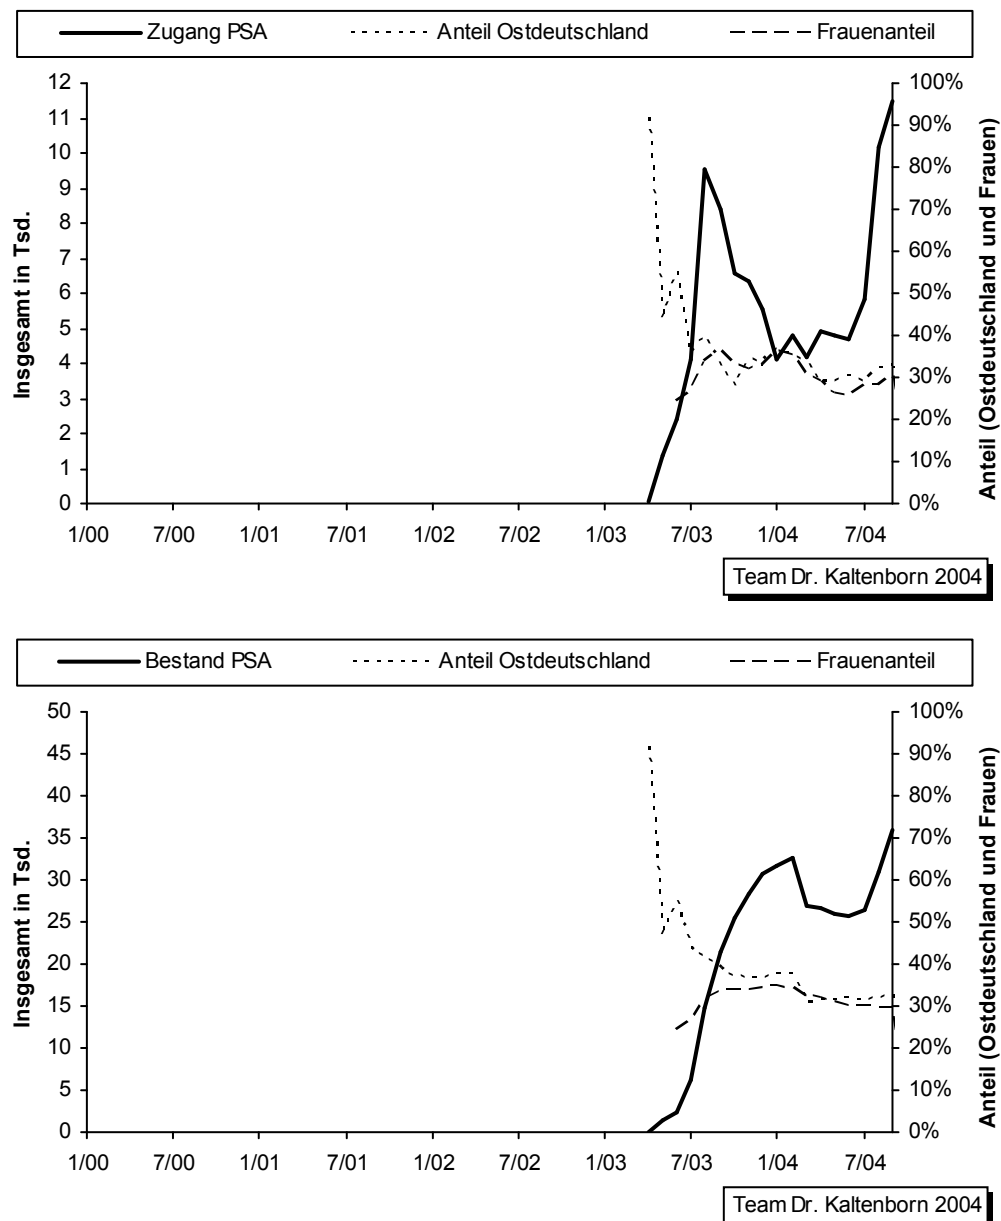 Zugang PSA Anteil Ostdeutschland Frauenanteil
12 100%
11 90%
10 80%
9 70%
8 60%
7 50%
6 40%
5 30%
4 20%
3 10%
2 0%
1
0
Insgesamt in Tsd.
Anteil (Ostdeutschland und Frauen)
1/00 7/00 1/01 7/01 1/02 7/02 1/03 7/03 1/04 7/04
Team Dr. Kaltenborn 2004
Bestand PSA Anteil Ostdeutschland Frauenanteil
50 100%
45 90%
40 80%
35 70%
30 60%
25 50%
20 40%
15 30%
10 20%
5 10%
0 0%
Insgesamt in Tsd.
Anteil (Ostdeutschland und Frauen)
1/00 7/00 1/01 7/01 1/02 7/02 1/03 7/03 1/04 7/04
Team Dr. Kaltenborn 2004